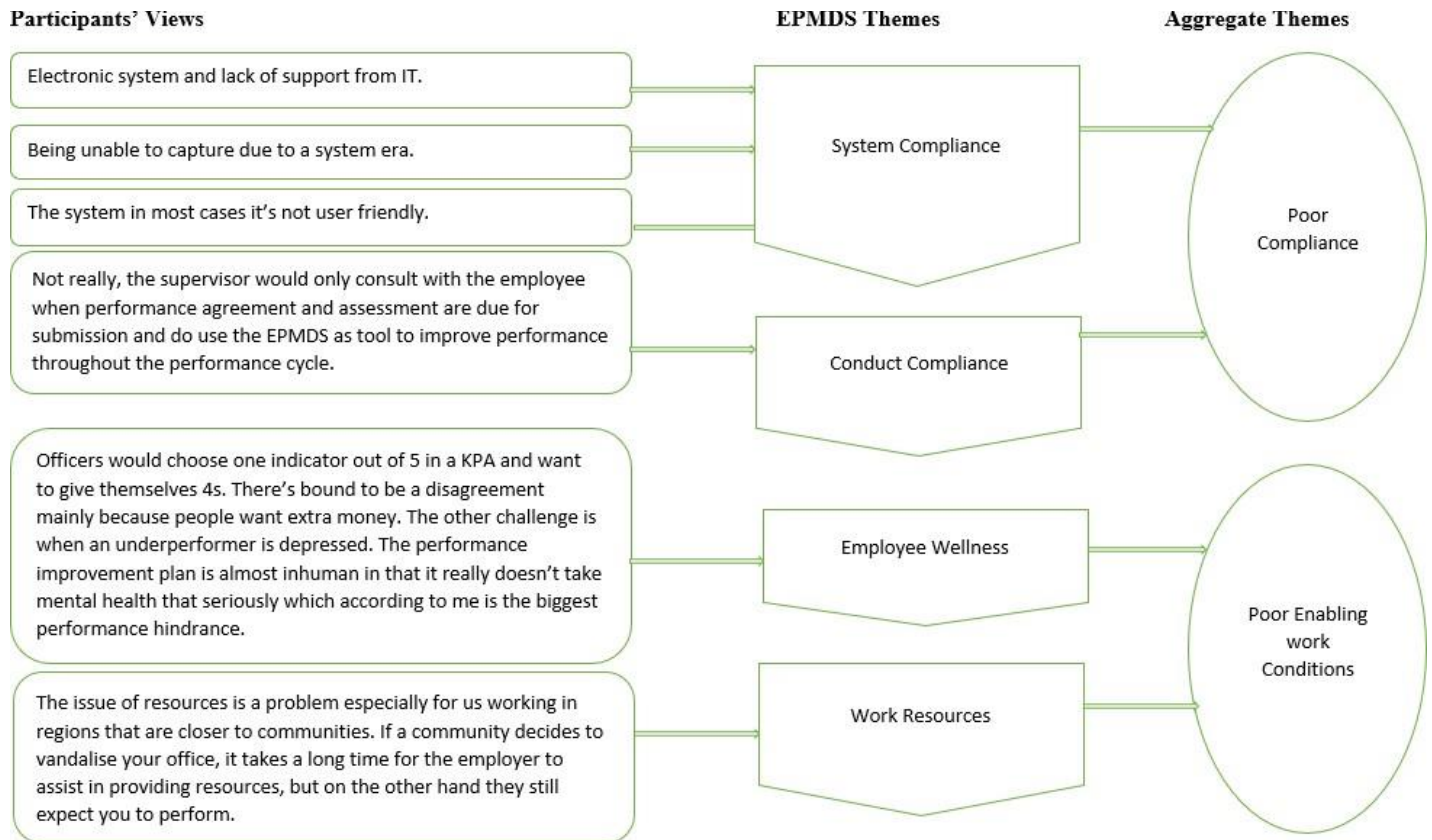 Participants' Views
EPMDS Themes
Aggregate Themes
Electronic system and lack of support from IT.
Being unable to capture due to a system era.
The system in most cases it's not user friendly.
Not really, the supervisor would only consult with the employee
when performance agreement and assessment are due for
submission and do use the EPMDS as tool to improve performance
throughout the performance cycle.
Officers would choose one indicator out of 5 in a KPA and want
to give themselves 4s. There's bound to be a disagreement
mainly because people want extra money. The other challenge is
when an underperformer is depressed. The performance
improvement plan is almost inhuman in that it really doesn't take
mental health that seriously which according to me is the biggest
performance hindrance.
The issue of resources is a problem especially for us working in
regions that are closer to communities. If a community decides to
vandalise your office, it takes a long time for the employer to
assist in providing resources, but on the other hand they still
expect you to perform.
System Compliance
Conduct Compliance
Employee Wellness
Work Resources
Poor
Compliance
Poor Enabling
work
Conditions